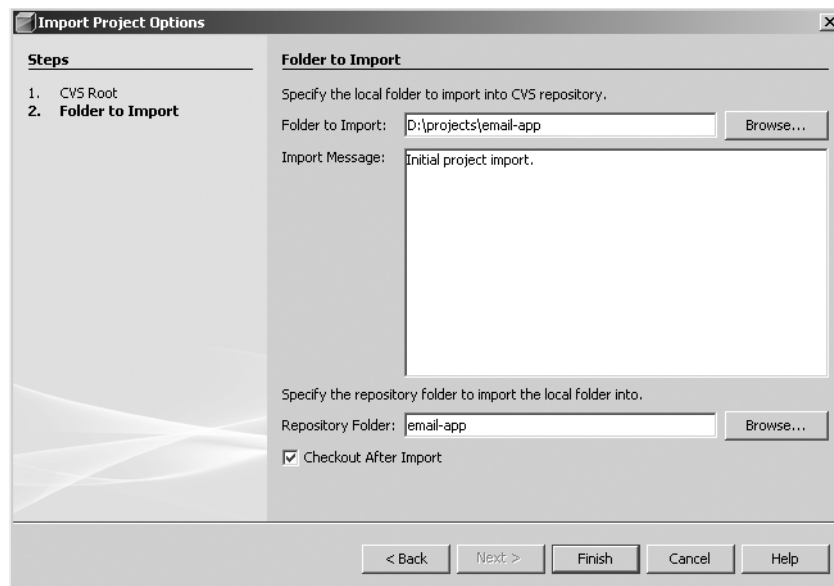 Import Project Options
Steps
1. CVS Root
2. Folder to Import
Folder to Import
Specify the local folder to import into CVS repository.
Folder to Import: D:\projects\email-app Browse...
Import Message: Initial project import.
Specify the repository folder to import the local folder into.
Repository Folder: email-app Browse...
Checkout After Import
< Back Next > Finish Cancel Help